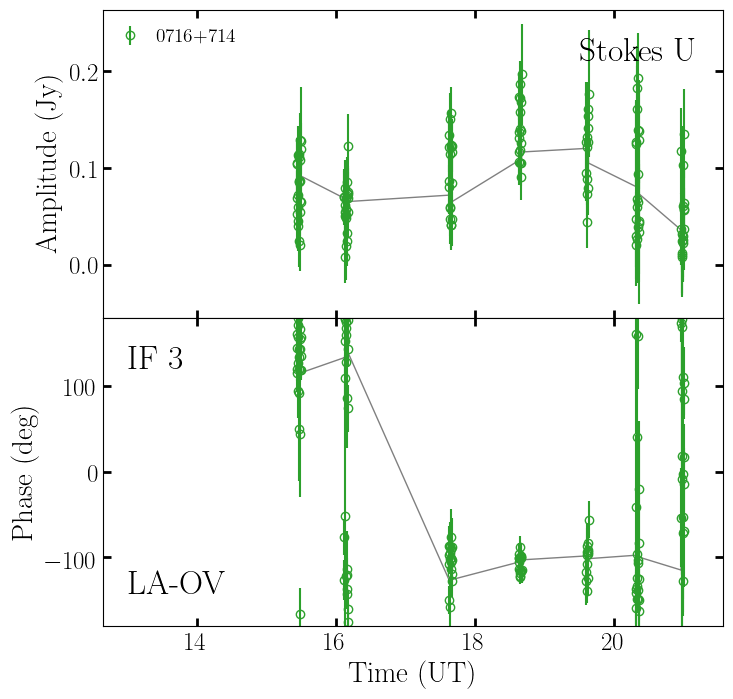 0716+714
Stokes U
0.2
0.1
0.0
Amplitude (Jy)
IF 3
100
0
−100
Phase (deg)
LA-OV
14 16 18 20
Time (UT)